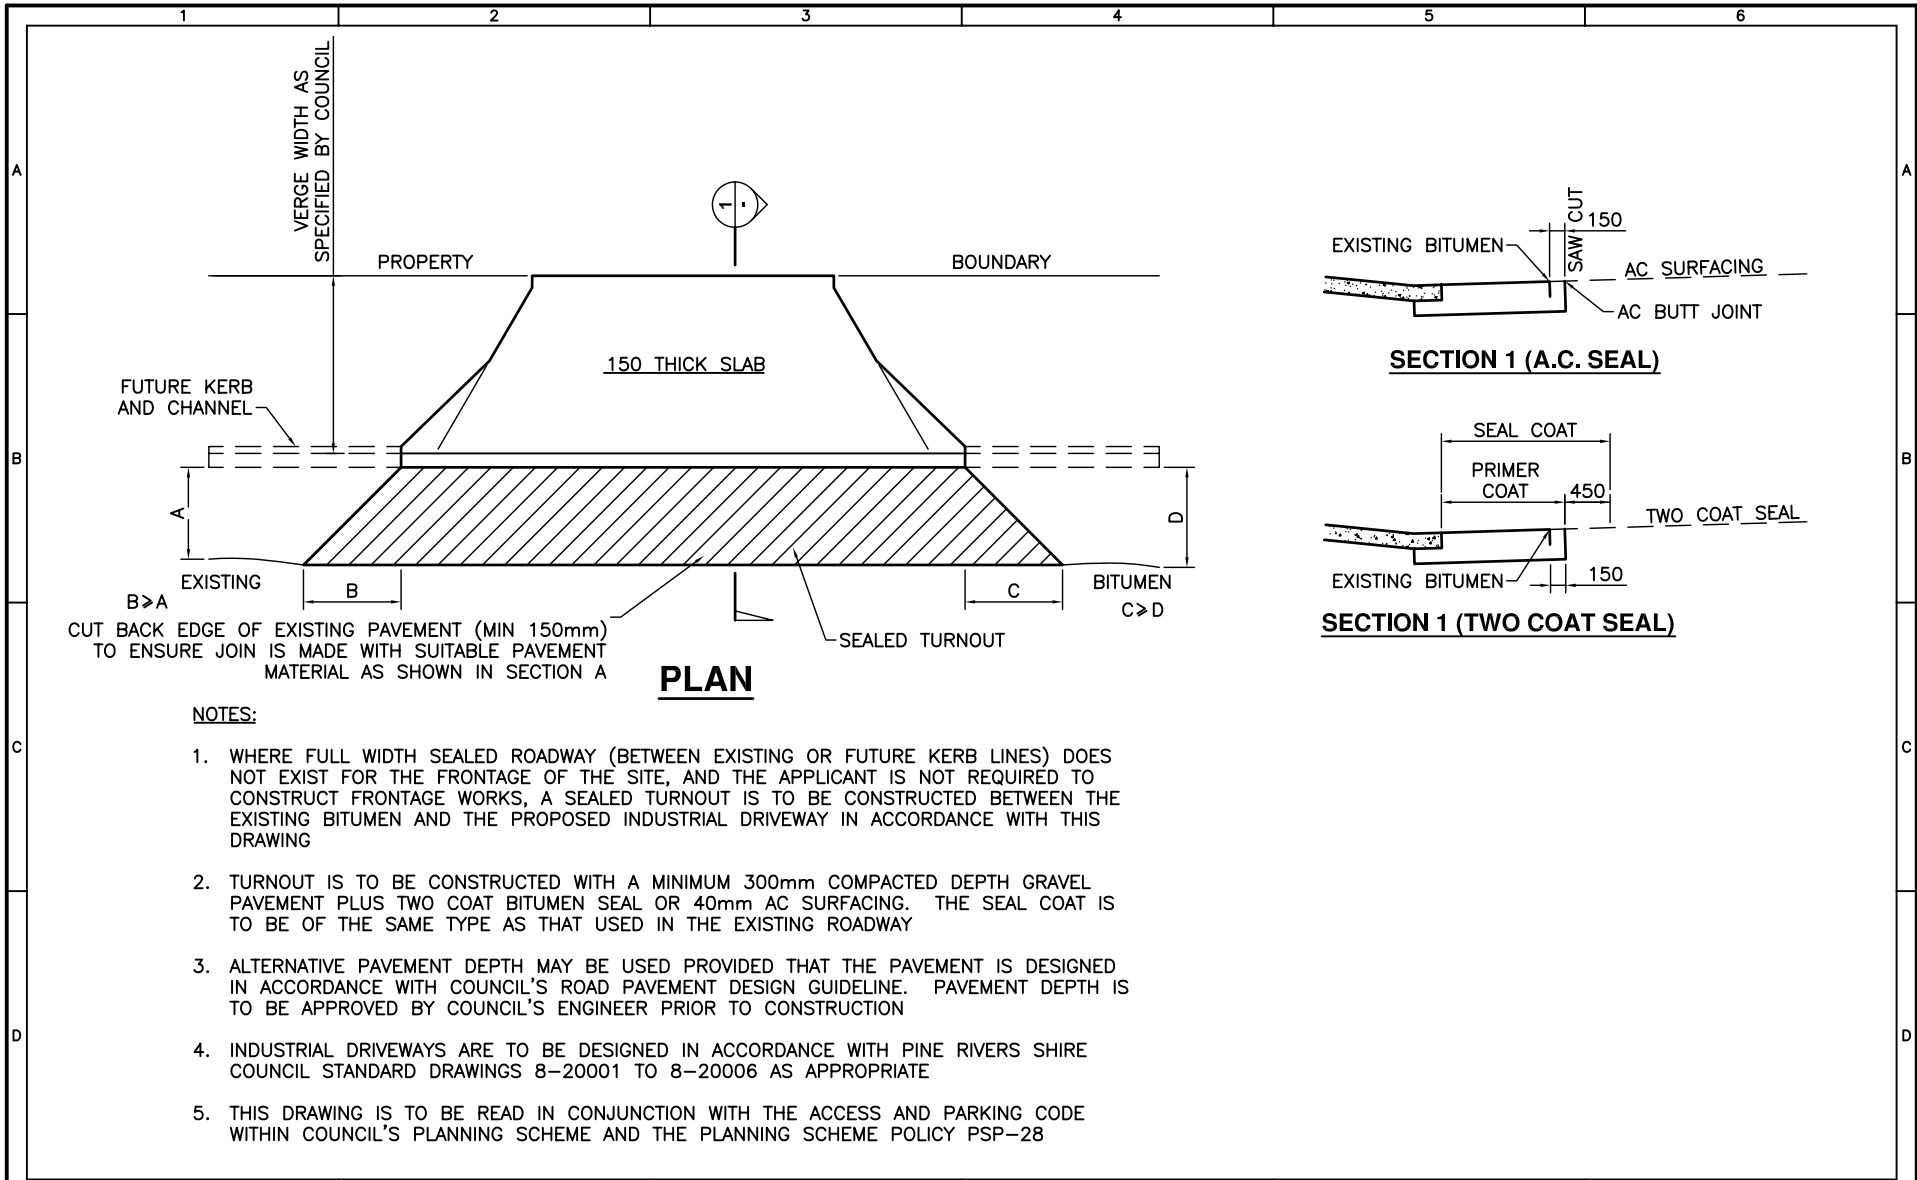 1 2 3 4 5 6
A A
B B
C C
D D
VERGE WIDTH AS
SPECIFIED BY COUNCIL
1
-
PROPERTY
BOUNDARY
150 THICK SLAB
FUTURE KERB
AND CHANNEL
A
D
EXISTING
B
C
BITUMEN
B⩾A
C⩾D
CUT BACK EDGE OF EXISTING PAVEMENT (MIN 150mm)
TO ENSURE JOIN IS MADE WITH SUITABLE PAVEMENT
MATERIAL AS SHOWN IN SECTION A
SEALED TURNOUT
PLAN
SAW CUT
150
EXISTING BITUMEN
AC SURFACING
AC BUTT JOINT
SECTION 1 (A.C. SEAL)
SEAL COAT
PRIMER
COAT
450
TWO COAT SEAL
EXISTING BITUMEN
150
SECTION 1 (TWO COAT SEAL)
NOTES:
1. WHERE FULL WIDTH SEALED ROADWAY (BETWEEN EXISTING OR FUTURE KERB LINES) DOES
NOT EXIST FOR THE FRONTAGE OF THE SITE, AND THE APPLICANT IS NOT REQUIRED TO
CONSTRUCT FRONTAGE WORKS, A SEALED TURNOUT IS TO BE CONSTRUCTED BETWEEN THE
EXISTING BITUMEN AND THE PROPOSED INDUSTRIAL DRIVEWAY IN ACCORDANCE WITH THIS
DRAWING
2. TURNOUT IS TO BE CONSTRUCTED WITH A MINIMUM 300mm COMPACTED DEPTH GRAVEL
PAVEMENT PLUS TWO COAT BITUMEN SEAL OR 40mm AC SURFACING. THE SEAL COAT IS
TO BE OF THE SAME TYPE AS THAT USED IN THE EXISTING ROADWAY
3. ALTERNATIVE PAVEMENT DEPTH MAY BE USED PROVIDED THAT THE PAVEMENT IS DESIGNED
IN ACCORDANCE WITH COUNCIL'S ROAD PAVEMENT DESIGN GUIDELINE. PAVEMENT DEPTH IS
TO BE APPROVED BY COUNCIL'S ENGINEER PRIOR TO CONSTRUCTION
4. INDUSTRIAL DRIVEWAYS ARE TO BE DESIGNED IN ACCORDANCE WITH PINE RIVERS SHIRE
COUNCIL STANDARD DRAWINGS 8-20001 TO 8-20006 AS APPROPRIATE
5. THIS DRAWING IS TO BE READ IN CONJUNCTION WITH THE ACCESS AND PARKING CODE
WITHIN COUNCIL'S PLANNING SCHEME AND THE PLANNING SCHEME POLICY PSP-28